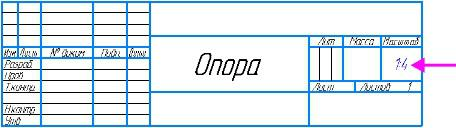 Лит. Масса Масштаб
Изм. Лист № докум. Подп. Дата
Разраб.
Пров.
Т.контр.
Н.контр.
Утв.
Опора
1:4
Лист Листов 1